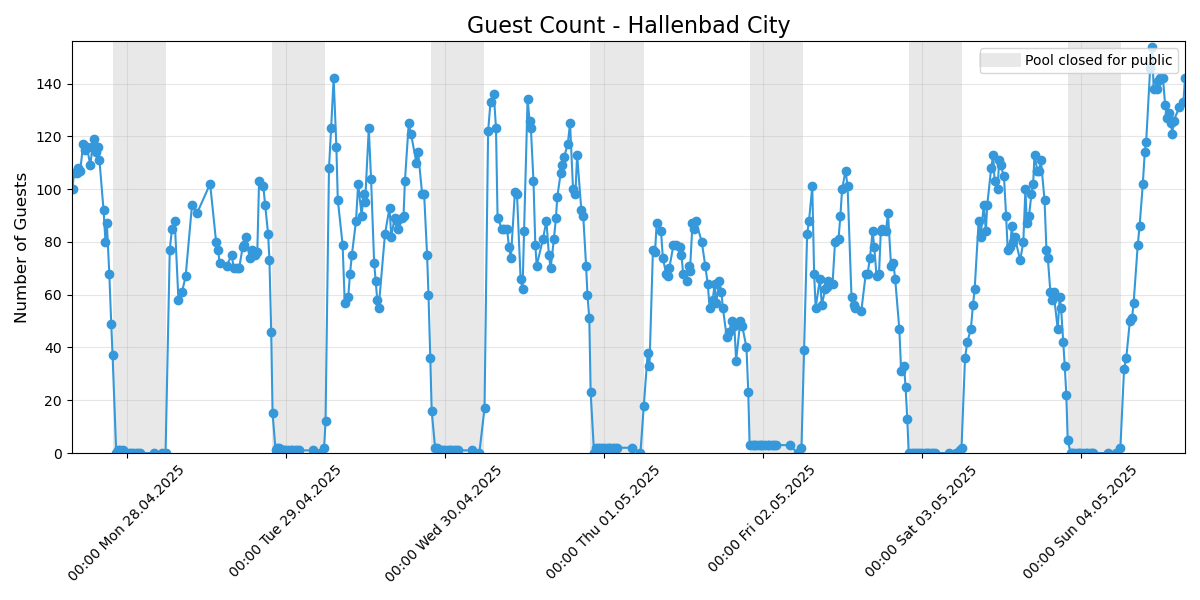 Guest Count - Hallenbad City
Pool closed for public
Number of Guests
140
120
100
80
60
40
20
0
00:00 Mon 28.04.2025
00:00 Tue 29.04.2025
00:00 Wed 30.04.2025
00:00 Thu 01.05.2025
00:00 Fri 02.05.2025
00:00 Sat 03.05.2025
00:00 Sun 04.05.2025